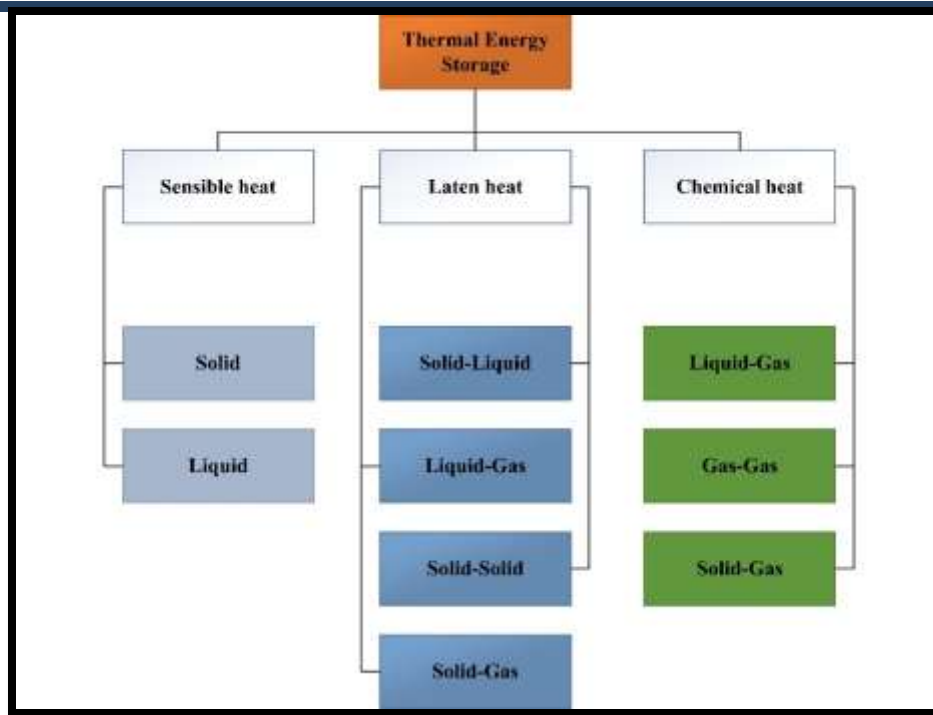 Thermal Energy
Storage
Sensible heat
Laten heat
Chemical heat
Solid
Solid-Liquid
Liquid-Gas
Liquid
Liquid-Gas
Gas-Gas
Solid-Solid
Solid-Gas
Solid-Gas